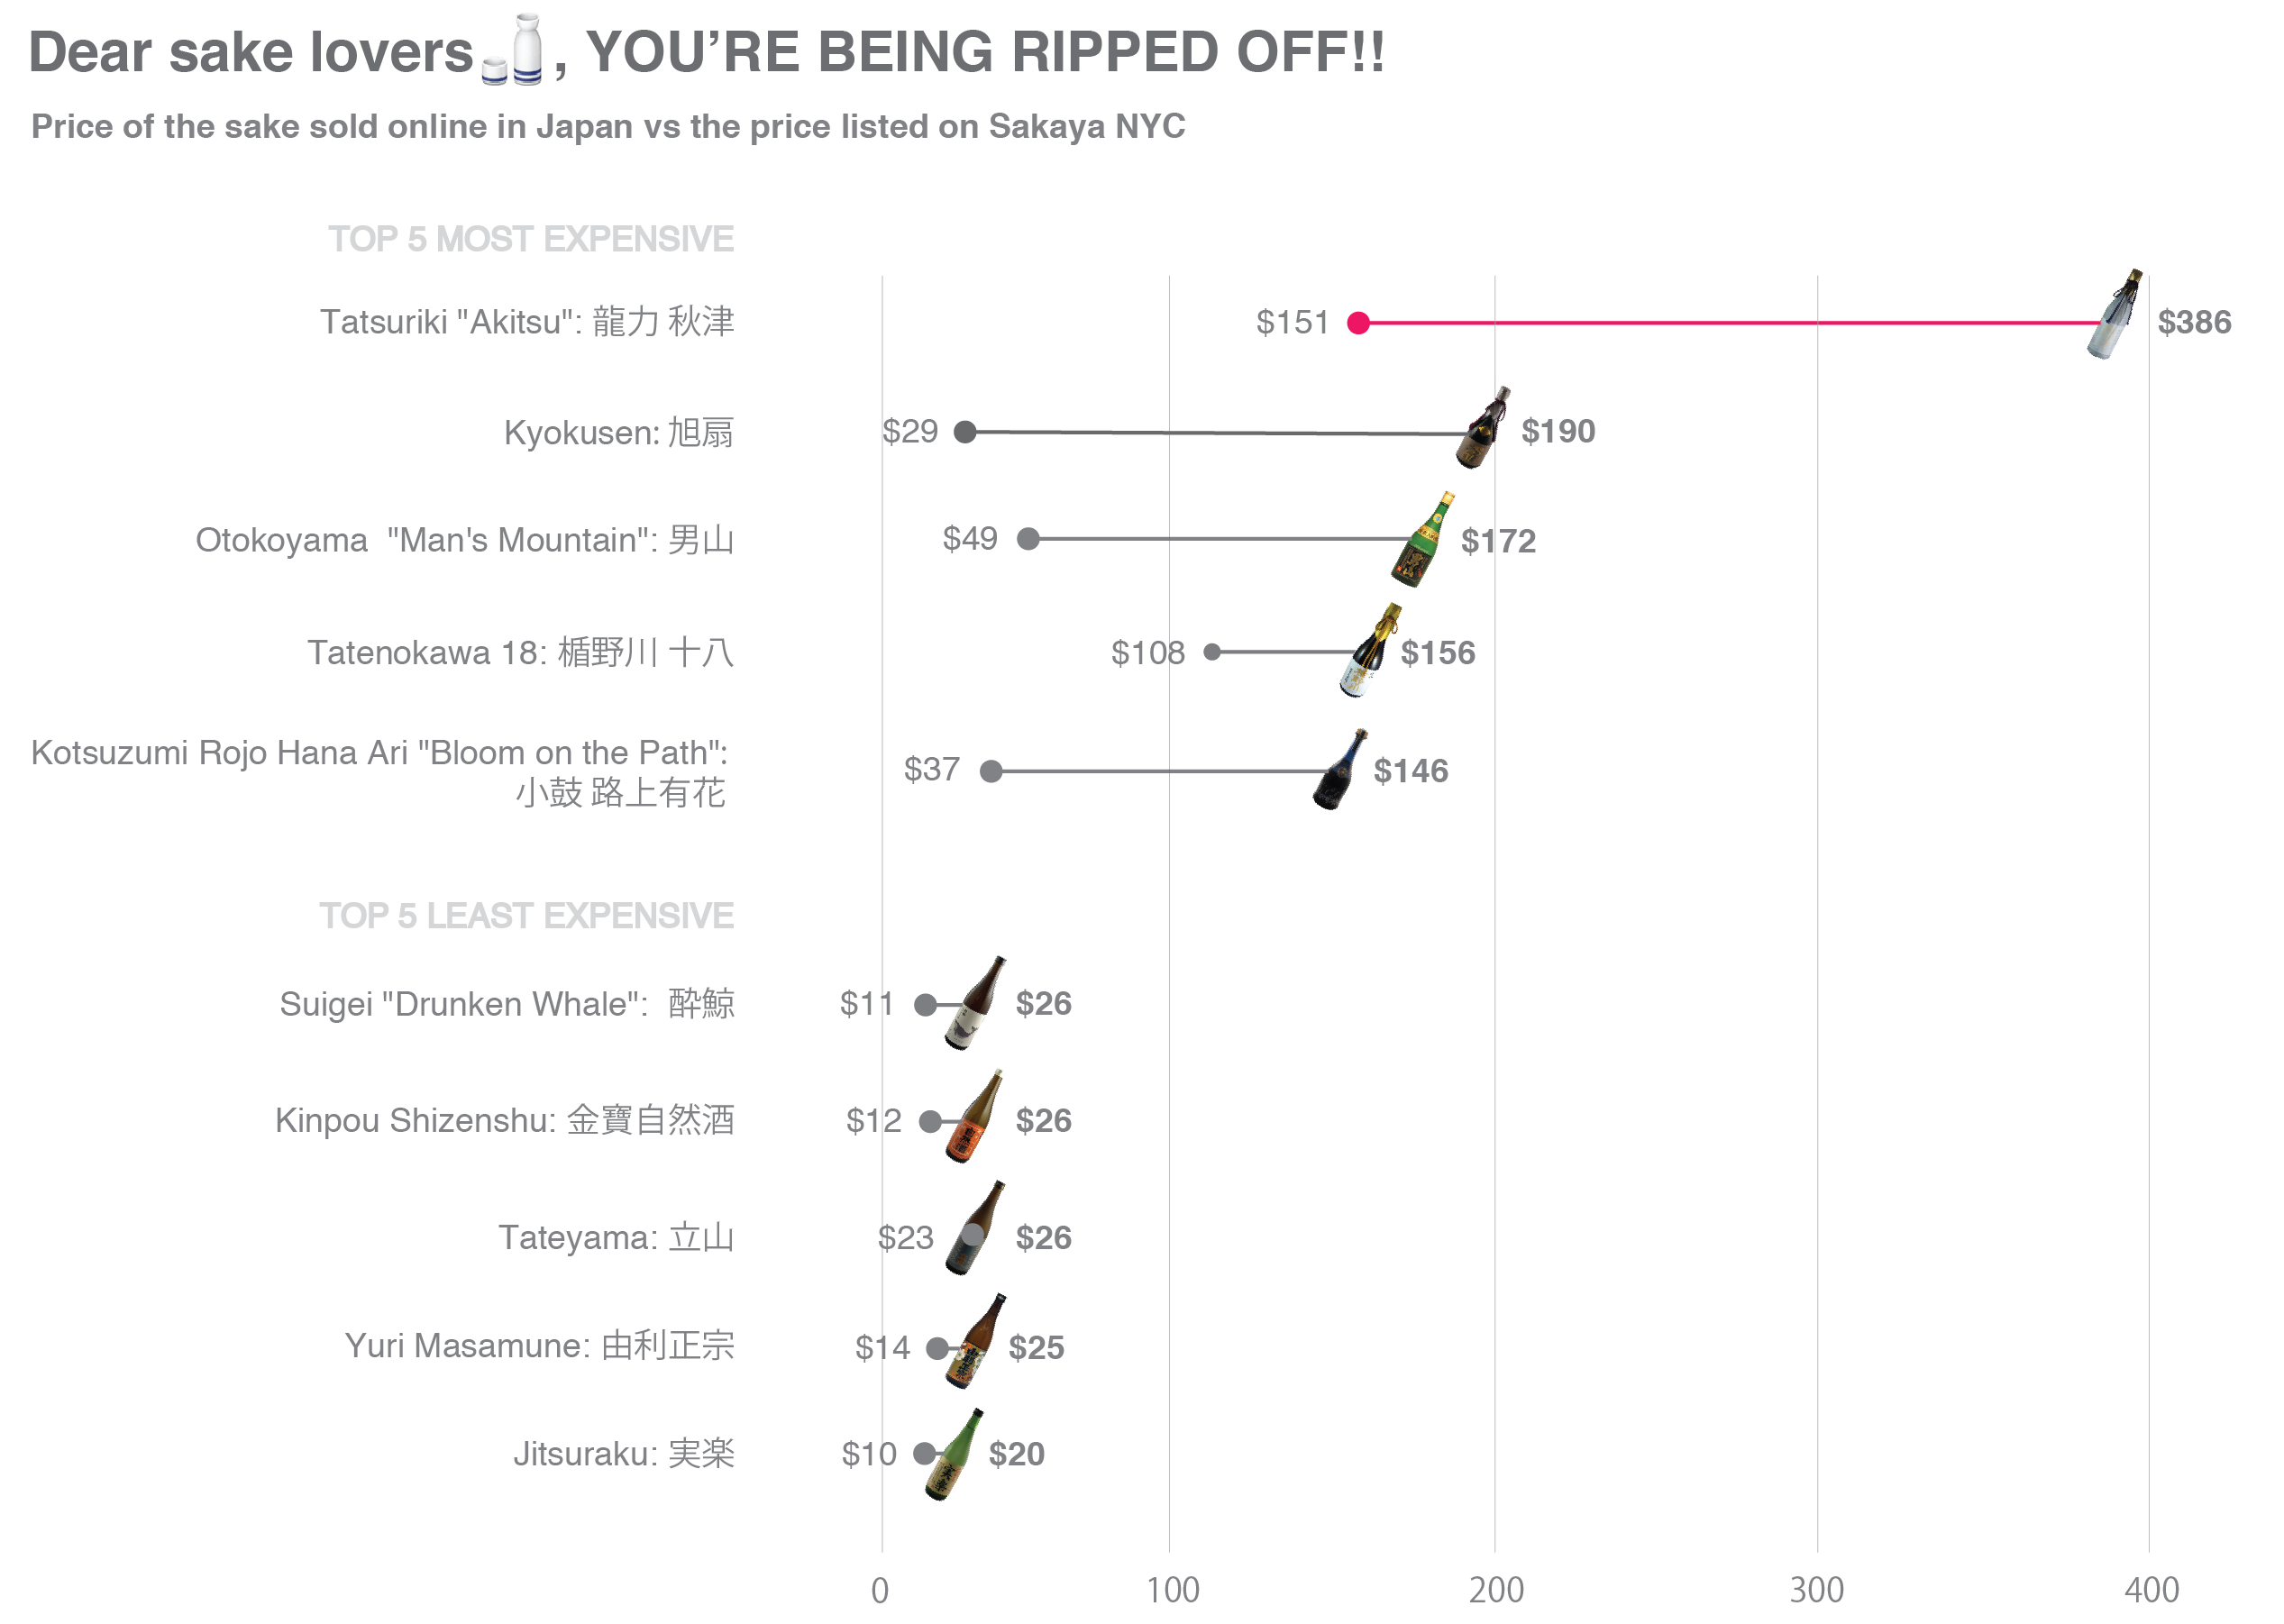 Dear sake lovers🍶, YOU’RE BEING RIPPED OFF!!
Price of the sake sold online in Japan vs the price listed on Sakaya NYC
TOP 5 MOST EXPENSIVE
Tatsuriki "Akitsu": 龍力 秋津 $151 $386
Kyokusen: 旭扇 $29 $190
Otokoyama "Man's Mountain": 男山 $49 $172
Tatenokawa 18: 楯野川 十八 $108 $156
Kotsuzumi Rojo Hana Ari "Bloom on the Path": $37 $146
小鼓 路上有花
TOP 5 LEAST EXPENSIVE
Suigei "Drunken Whale": 酔鯨 $11 $26
Kinpou Shizenshu: 金寶自然酒 $12 $26
Tateyama: 立山 $23 $26
Yuri Masamune: 由利正宗 $14 $25
Jitsuraku: 実楽 $10 $20
0 100 200 300 400